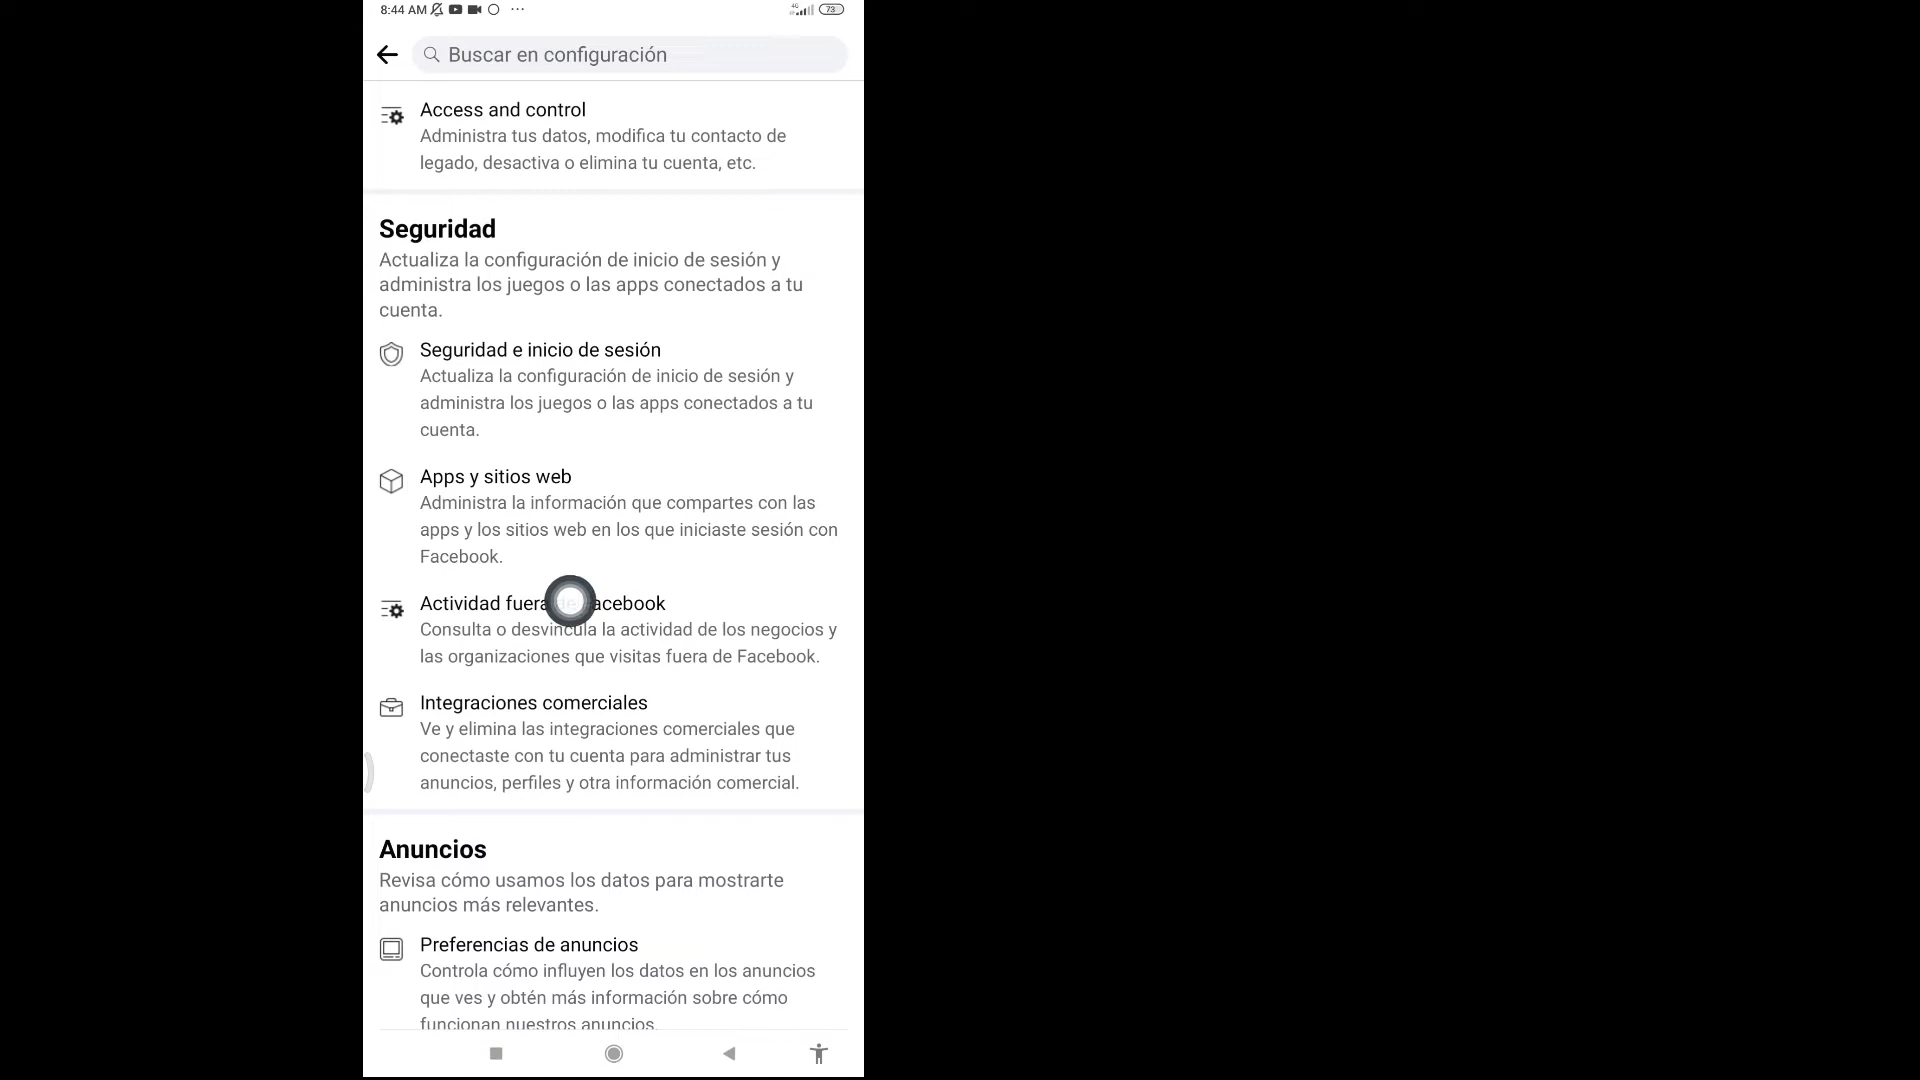 8:44 AM
4G
73
Buscar en configuración
Access and control
Administra tus datos, modifica tu contacto de
legado, desactiva o elimina tu cuenta, etc.
Seguridad
Actualiza la configuración de inicio de sesión y
administra los juegos o las apps conectados a tu
cuenta.
Seguridad e inicio de sesión
Actualiza la configuración de inicio de sesión y
administra los juegos o las apps conectados a tu
cuenta.
Apps y sitios web
Administra la información que compartes con las
apps y los sitios web en los que iniciaste sesión con
Facebook.
Actividad fuera de Facebook
Consulta o desvincula la actividad de los negocios y
las organizaciones que visitas fuera de Facebook.
Integraciones comerciales
Ve y elimina las integraciones comerciales que
conectaste con tu cuenta para administrar tus
anuncios, perfiles y otra información comercial.
Anuncios
Revisa cómo usamos los datos para mostrarte
anuncios más relevantes.
Preferencias de anuncios
Controla cómo influyen los datos en los anuncios
que ves y obtén más información sobre cómo
funcionan nuestros anuncios.